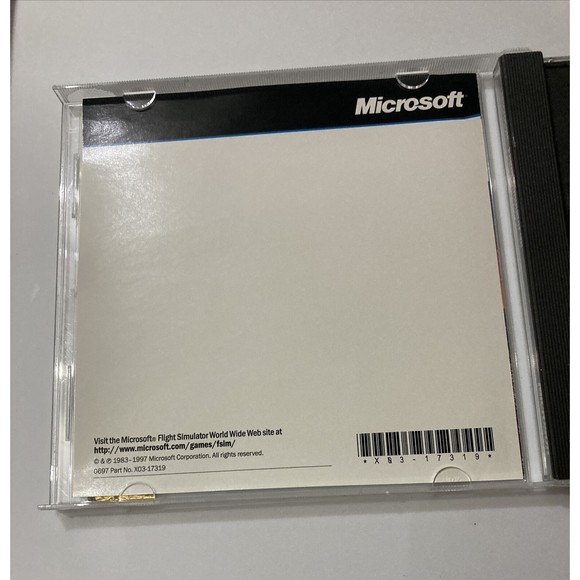 Microsoft
Visit the Microsoft® Flight Simulator World Wide Web site at
http://www.microsoft.com/games/fsim/
© & ℗ 1983–1997 Microsoft Corporation. All rights reserved.
0697 Part No. X03-17319
*X03-17319*